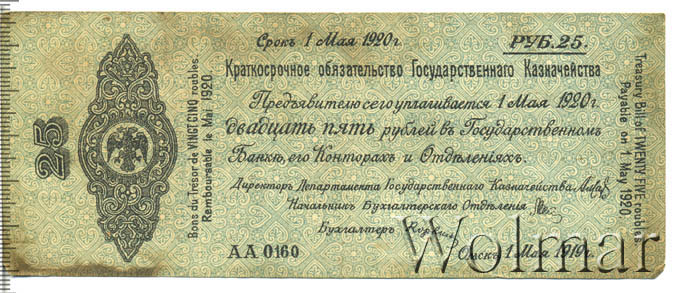 Срокъ 1 Мая 1920г.
РУБ.25.
Краткосрочное обязательство Государственнаго Казначейства
Предъявителю сего уплачивается 1 Мая 1920г.
двадцать пять рублей въ Государственномъ
Банкѣ, его Конторахъ и Отдѣленіяхъ.
Директоръ Департамента Государственнаго Казначейства
Начальникъ Бухгалтерскаго Отдѣленія
Бухгалтеръ
АА 0160
Омскъ, 1 Мая 1919г.
25
Bons du Trésor de VINGT CINQ roubles.
Remboursable le Mai 1920.
Treasury Bill of TWENTY FIVE roubles
Payable on 1 May 1920.
Wolmar